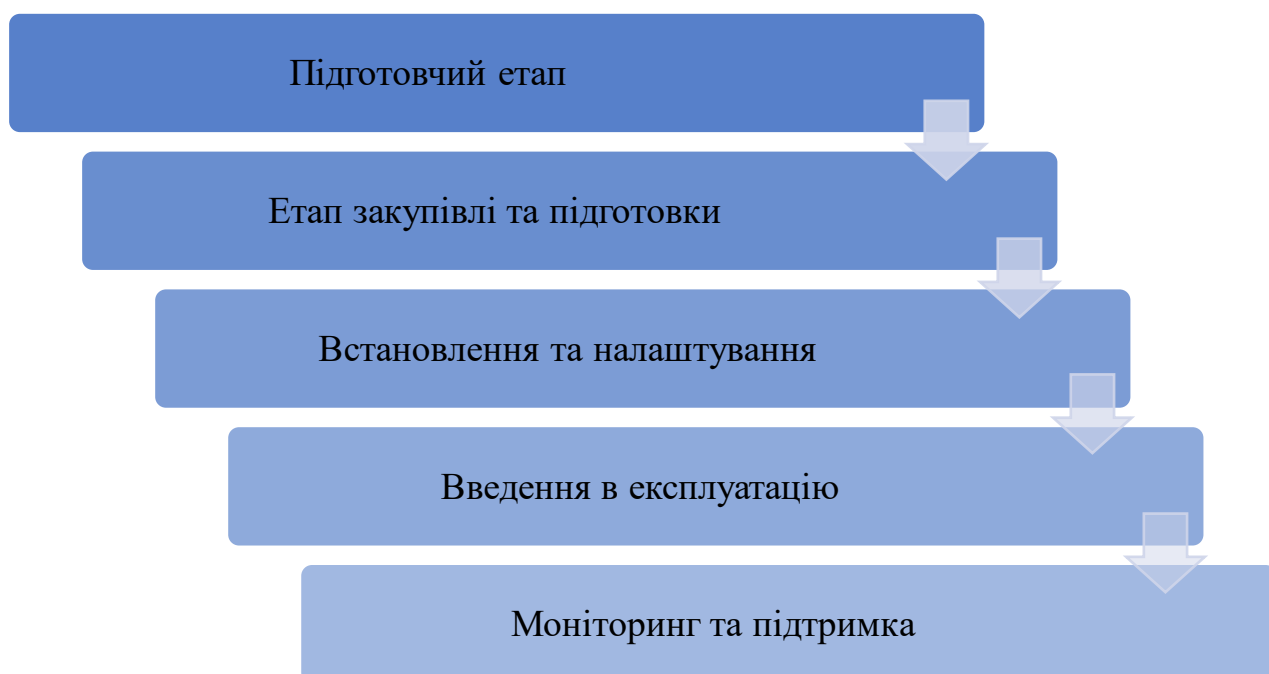 Підготовчий етап
Етап закупівлі та підготовки
Встановлення та налаштування
Введення в експлуатацію
Моніторинг та підтримка